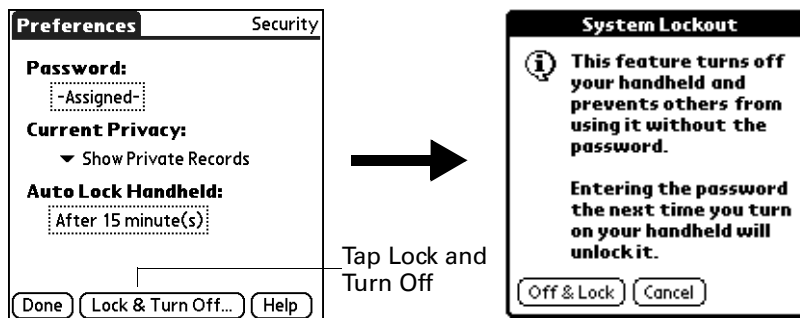 Preferences Security
Password:
-Assigned-
Current Privacy:
Show Private Records
Auto Lock Handheld:
After 15 minute(s)
Done Lock & Turn Off... Help
Tap Lock and
Turn Off
System Lockout
This feature turns off
your handheld and
prevents others from
using it without the
password.
Entering the password
the next time you turn
on your handheld will
unlock it.
Off & Lock Cancel